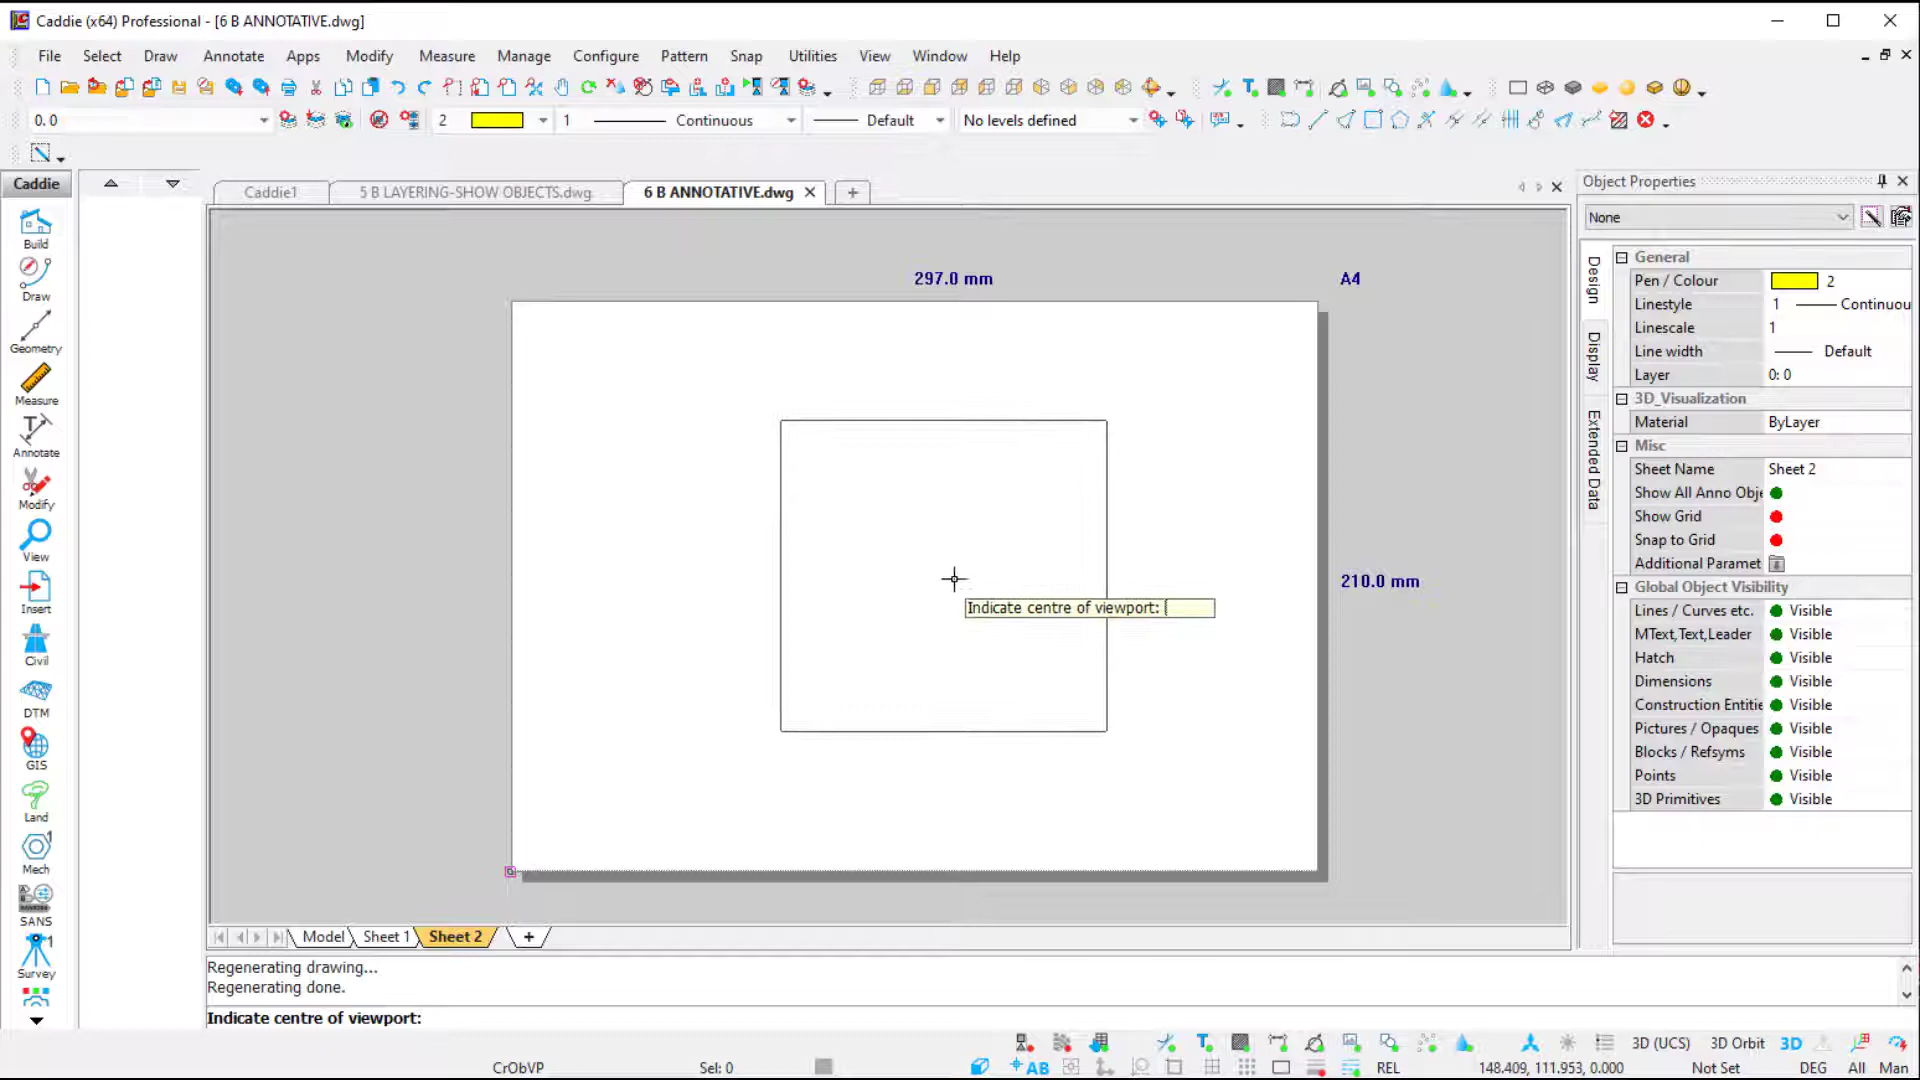 Caddie (x64) Professional - [6 B ANNOTATIVE.dwg]
File Select Draw Annotate Apps Modify Measure Manage Configure Pattern Snap Utilities View Window Help
0. 0
2
1 Continuous
Default
No levels defined
Caddie
Build
Draw
Geometry
Measure
Annotate
Modify
View
Insert
Civil
DTM
GIS
Land
Mech
SANS
Survey
Caddie1
5 B LAYERING-SHOW OBJECTS.dwg
6 B ANNOTATIVE.dwg
297.0 mm
A4
210.0 mm
Indicate centre of viewport:
Model Sheet 1 Sheet 2
Regenerating drawing...
Regenerating done.
Indicate centre of viewport:
Object Properties
None
Design
Display
Extended Data
General
Pen / Colour 2
Linestyle 1 Continuou
Linescale 1
Line width Default
Layer 0: 0
3D_Visualization
Material ByLayer
Misc
Sheet Name Sheet 2
Show All Anno Obje
Show Grid
Snap to Grid
Additional Paramet
Global Object Visibility
Lines / Curves etc. Visible
MText,Text,Leader Visible
Hatch Visible
Dimensions Visible
Construction Entitie Visible
Pictures / Opaques Visible
Blocks / Refsyms Visible
Points Visible
3D Primitives Visible
3D (UCS) 3D Orbit 3D
CrObVP Sel: 0 AB REL 148.409, 111.953, 0.000 Not Set DEG All Man